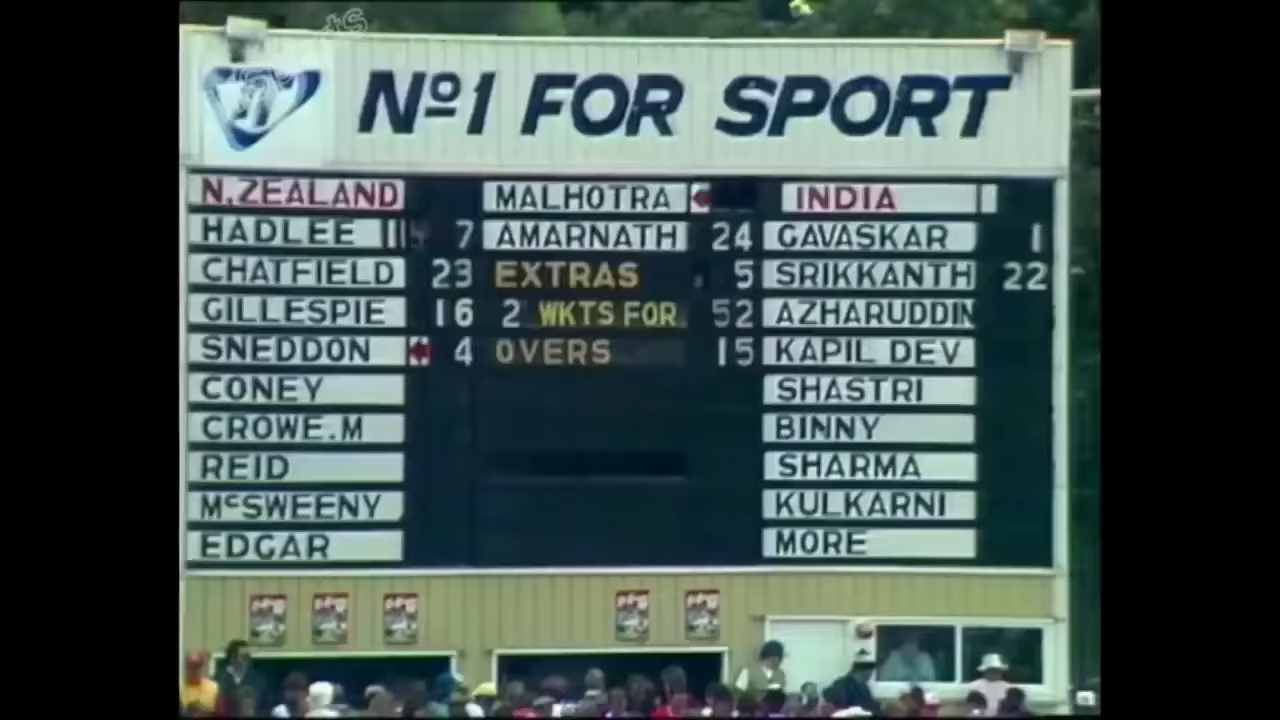 ts
Nº1 FOR SPORT
N.ZEALAND MALHOTRA INDIA
HADLEE 7 AMARNATH 24 GAVASKAR 1
CHATFIELD 23 EXTRAS 5 SRIKKANTH 22
GILLESPIE 16 2 WKTS FOR 52 AZHARUDDIN
SNEDDON 4 OVERS 15 KAPIL DEV
CONEY SHASTRI
CROWE.M BINNY
REID SHARMA
McSWEENY KULKARNI
EDGAR MORE